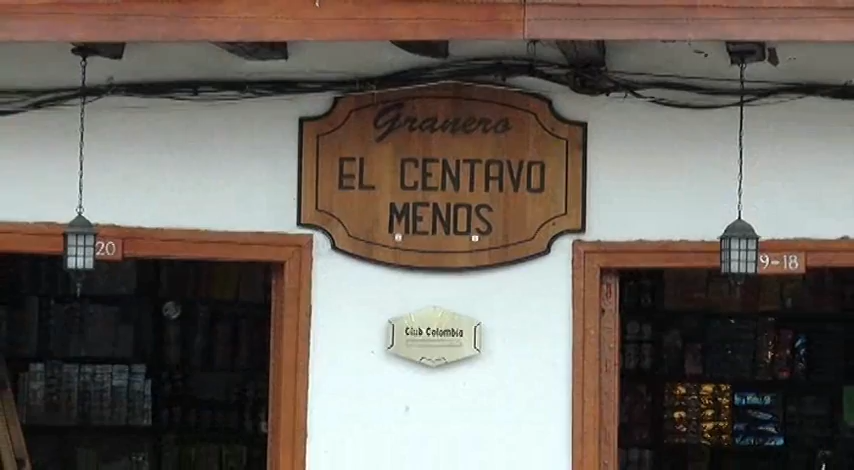 Granero
EL CENTAVO
MENOS
20
9-18
Club Colombia